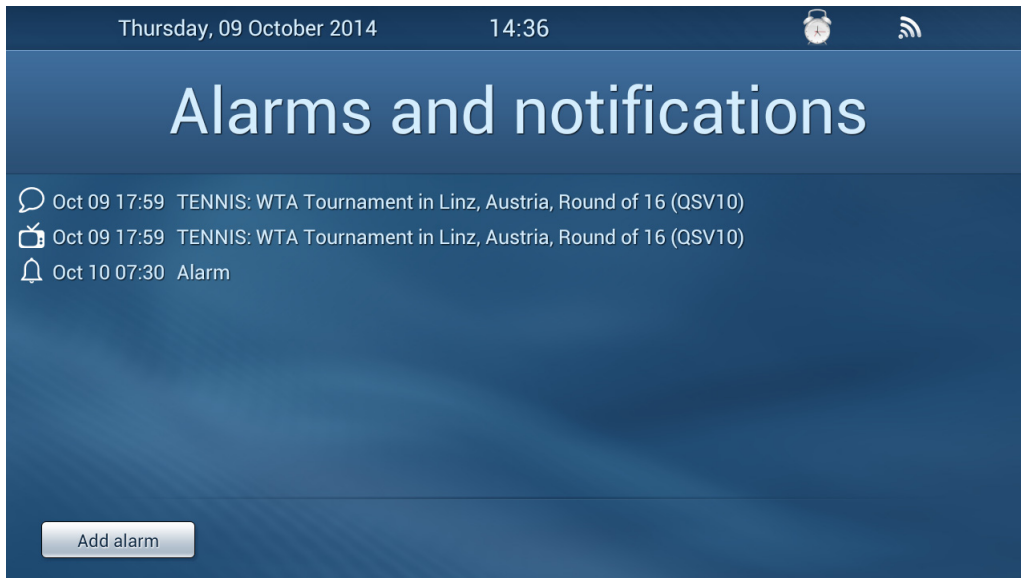 Thursday, 09 October 2014 14:36
Alarms and notifications
Oct 09 17:59 TENNIS: WTA Tournament in Linz, Austria, Round of 16 (QSV10)
Oct 09 17:59 TENNIS: WTA Tournament in Linz, Austria, Round of 16 (QSV10)
Oct 10 07:30 Alarm
Add alarm